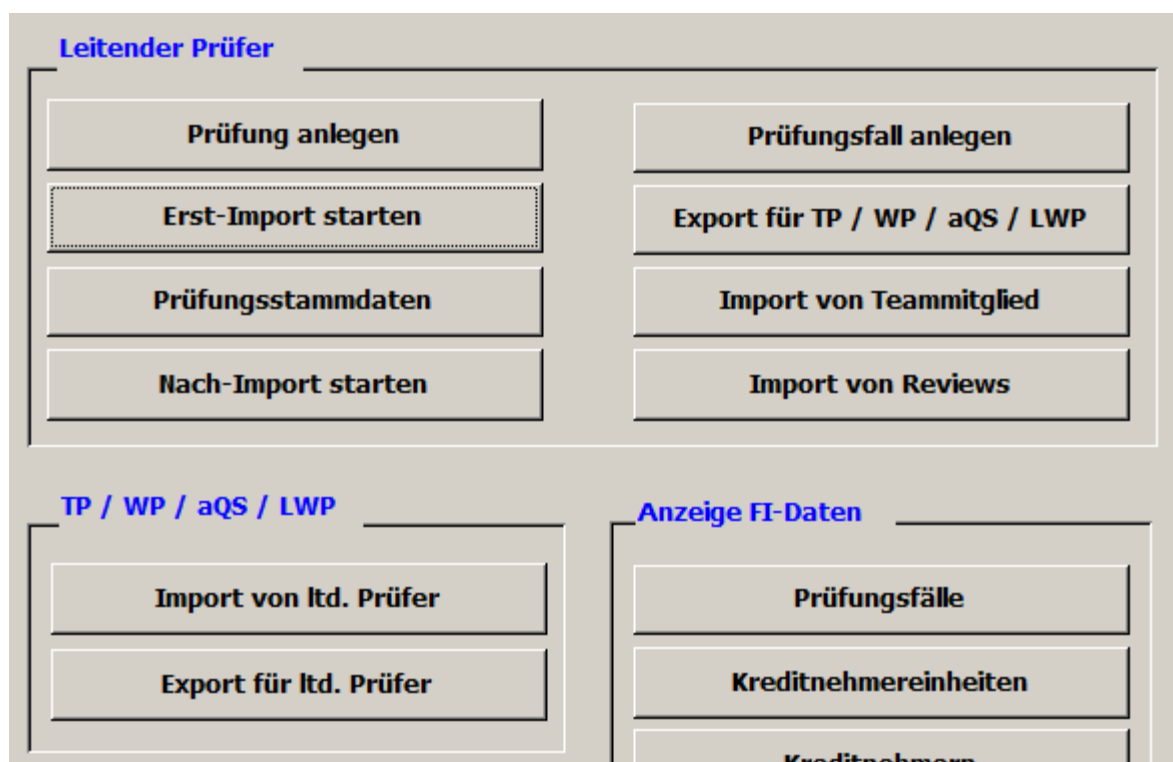 Leitender Prüfer
Prüfung anlegen
Prüfungsfall anlegen
Erst-Import starten
Export für TP / WP / aQS / LWP
Prüfungsstammdaten
Import von Teammitglied
Nach-Import starten
Import von Reviews
TP / WP / aQS / LWP
Import von ltd. Prüfer
Export für ltd. Prüfer
Anzeige FI-Daten
Prüfungsfälle
Kreditnehmereinheiten